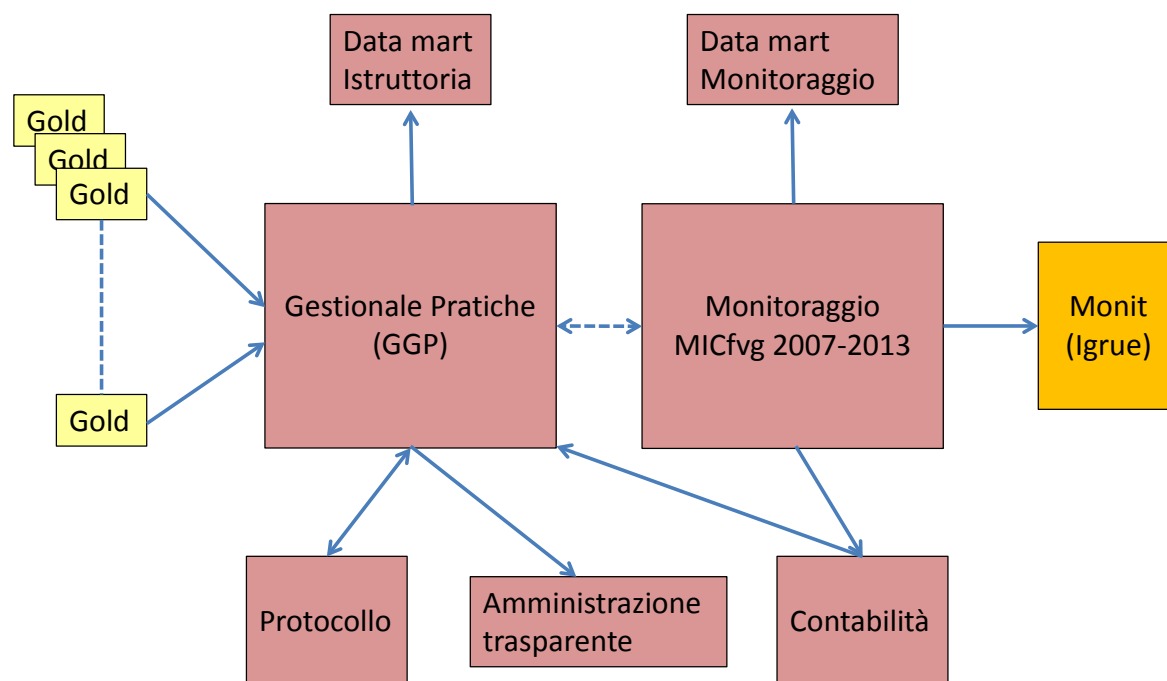 Data mart
Istruttoria
Data mart
Monitoraggio
Gold
Gold
Gold
Gestionale Pratiche
(GGP)
Monitoraggio
MICfvg 2007-2013
Monit
(Igrue)
Gold
Protocollo
Amministrazione
trasparente
Contabilità